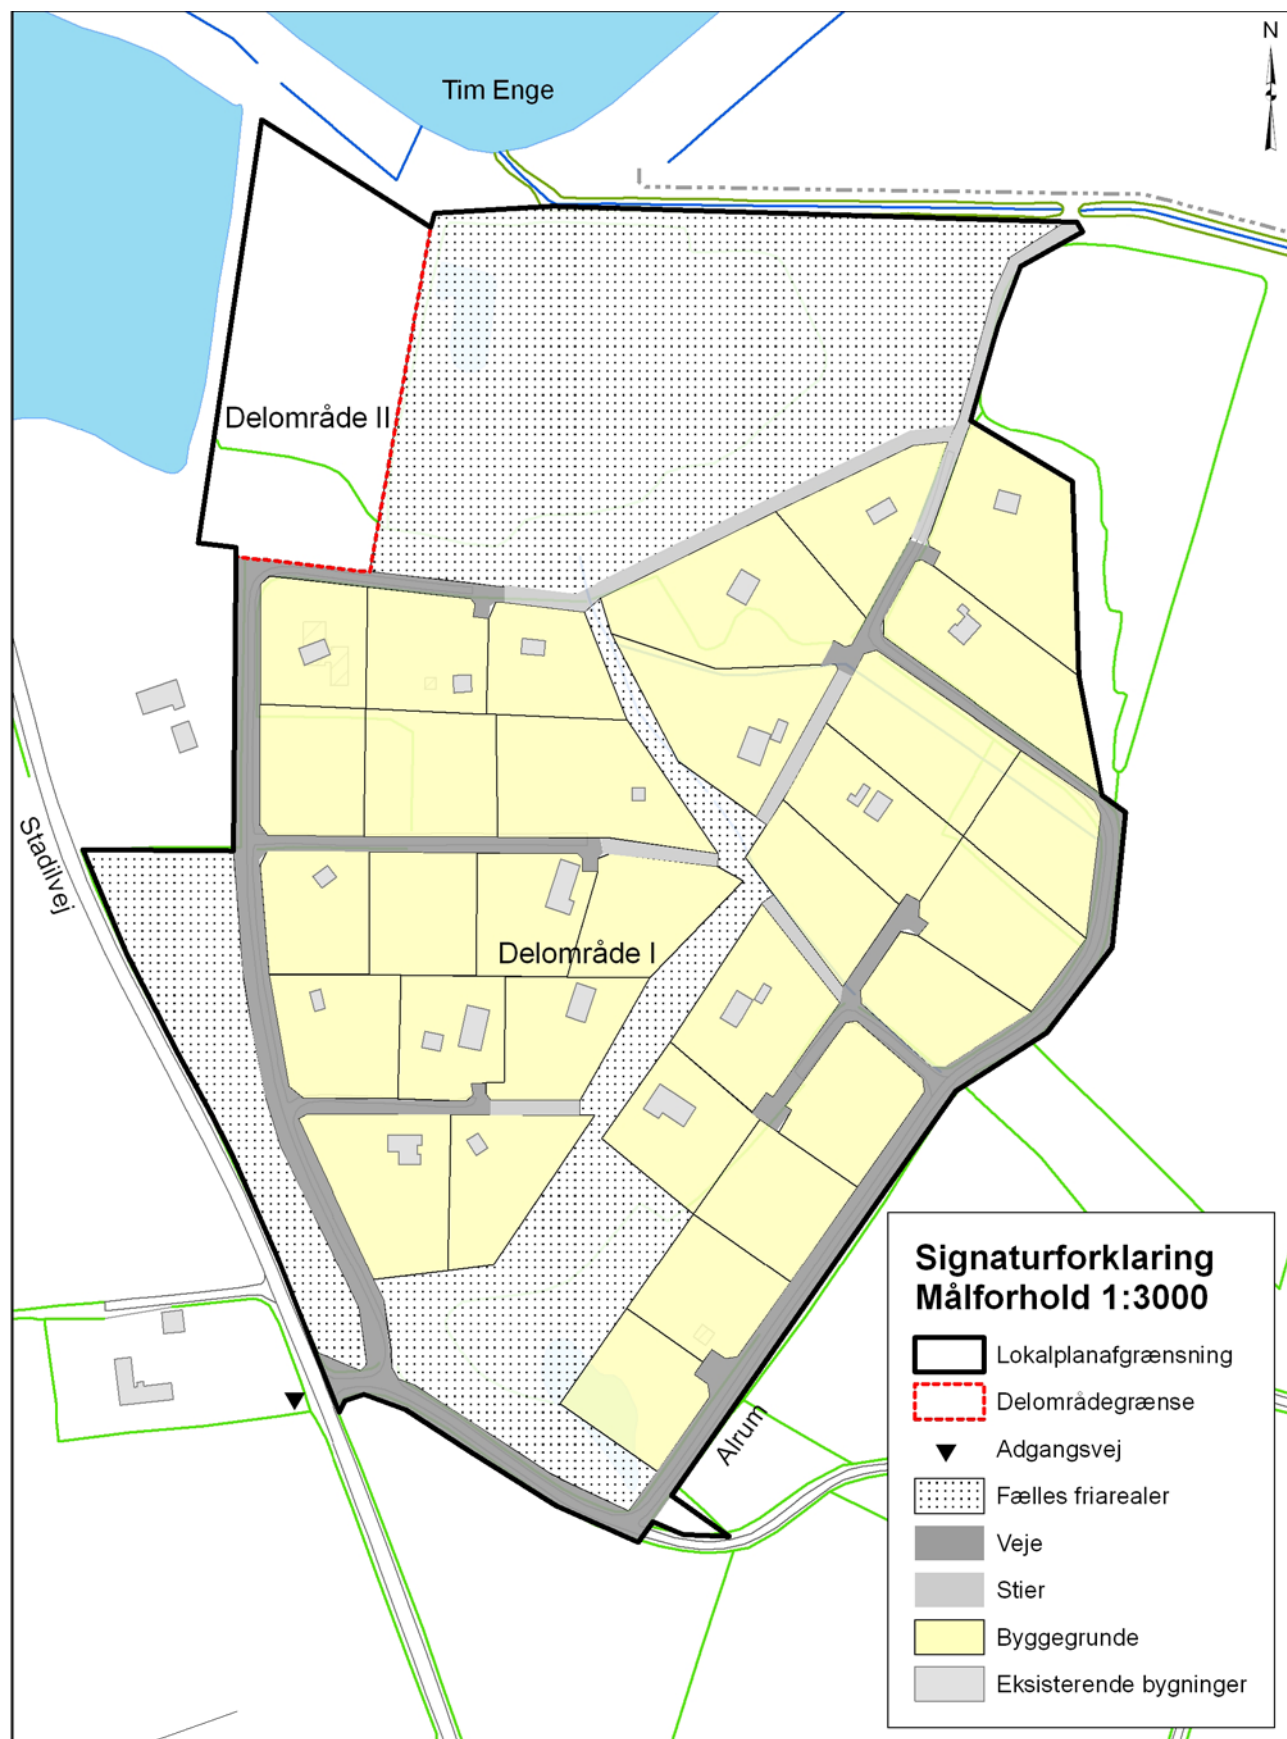 N
Tim Enge
Delområde II
Stadilvej
Delområde I
Alrum
Signaturforklaring
Målforhold 1:3000
Lokalplanafgrænsning
Delområdegrænse
Adgangsvej
Fælles friarealer
Veje
Stier
Byggegrunde
Eksisterende bygninger